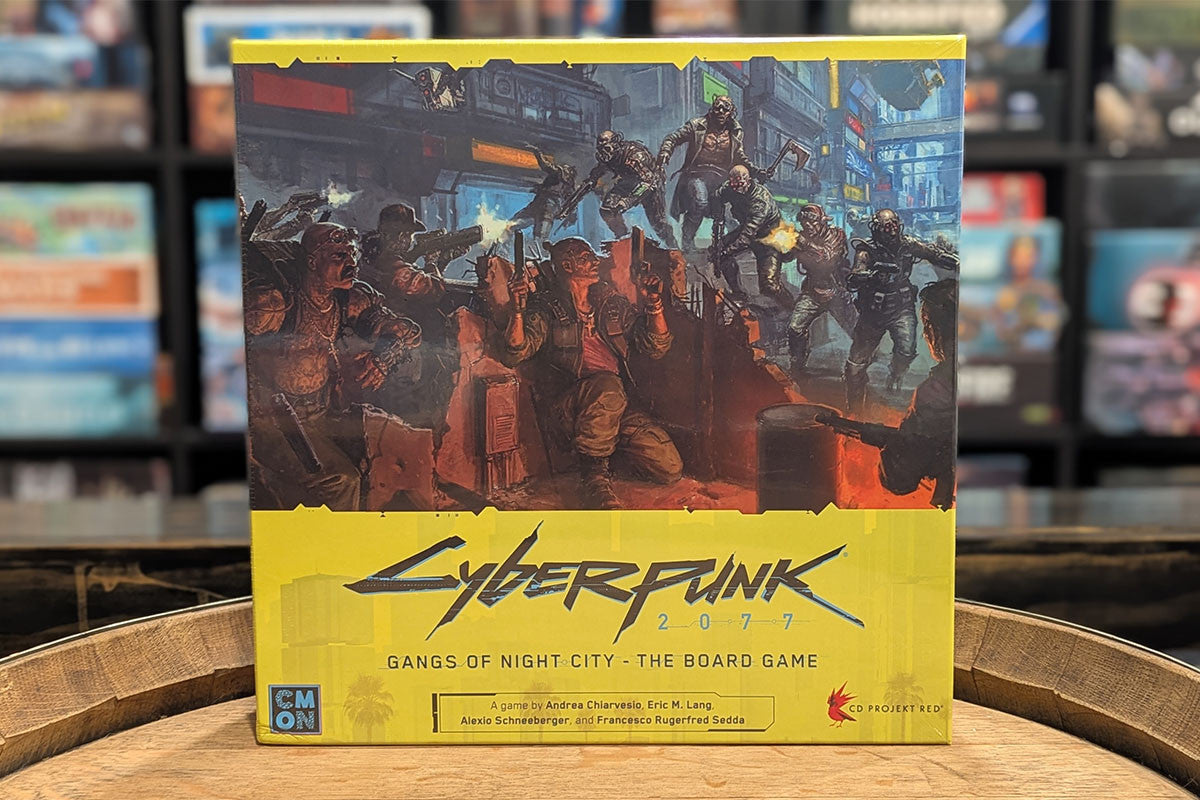 CYBERPUNK
2077
GANGS OF NIGHT CITY - THE BOARD GAME
A game by Andrea Chiarvesio, Eric M. Lang,
Alexio Schneeberger, and Francesco Rugerfred Sedda
CMON
CD PROJEKT RED®